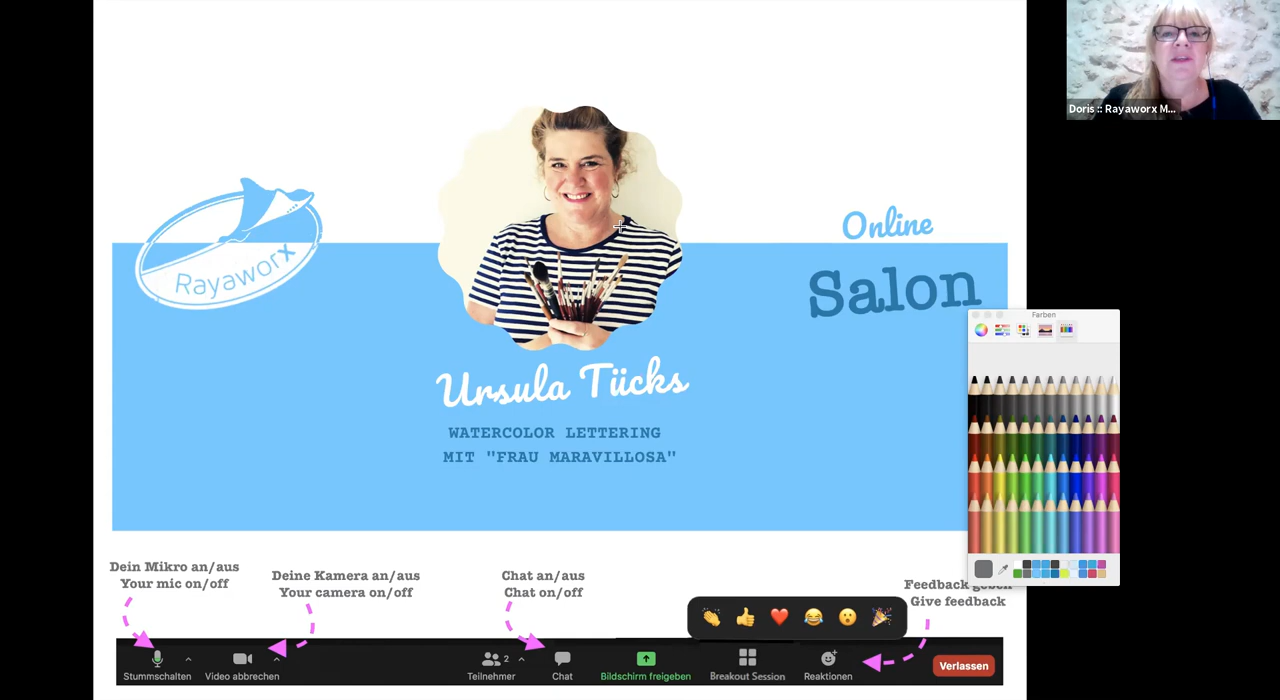 Doris :: Rayaworx M...
Rayaworx
Online
Salon
Farben
Ursula Tücks
WATERCOLOR LETTERING
MIT "FRAU MARAVILLOSA"
Dein Mikro an/aus
Your mic on/off
Deine Kamera an/aus
Your camera on/off
Chat an/aus
Chat on/off
Feedback geben
Give feedback
2
Stummschalten
Video abbrechen
Teilnehmer
Chat
Bildschirm freigeben
Breakout Session
Reaktionen
Verlassen